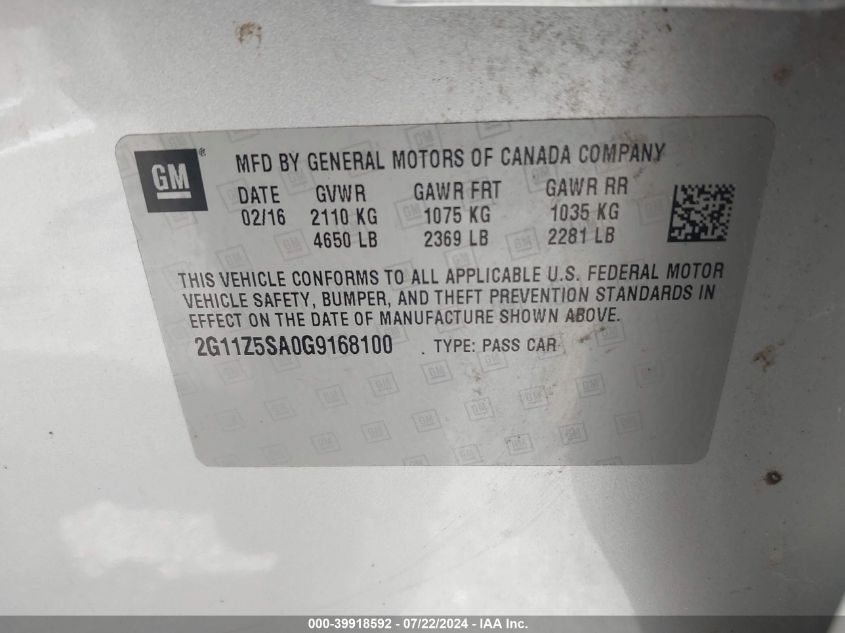 GM ® MFD BY GENERAL MOTORS OF CANADA COMPANY
DATE GVWR GAWR FRT GAWR RR
02/16 2110 KG 1075 KG 1035 KG
4650 LB 2369 LB 2281 LB
THIS VEHICLE CONFORMS TO ALL APPLICABLE U.S. FEDERAL MOTOR
VEHICLE SAFETY, BUMPER, AND THEFT PREVENTION STANDARDS IN
EFFECT ON THE DATE OF MANUFACTURE SHOWN ABOVE.
2G11Z5SA0G9168100 . TYPE: PASS CAR
000-39918592 - 07/22/2024 - IAA Inc.